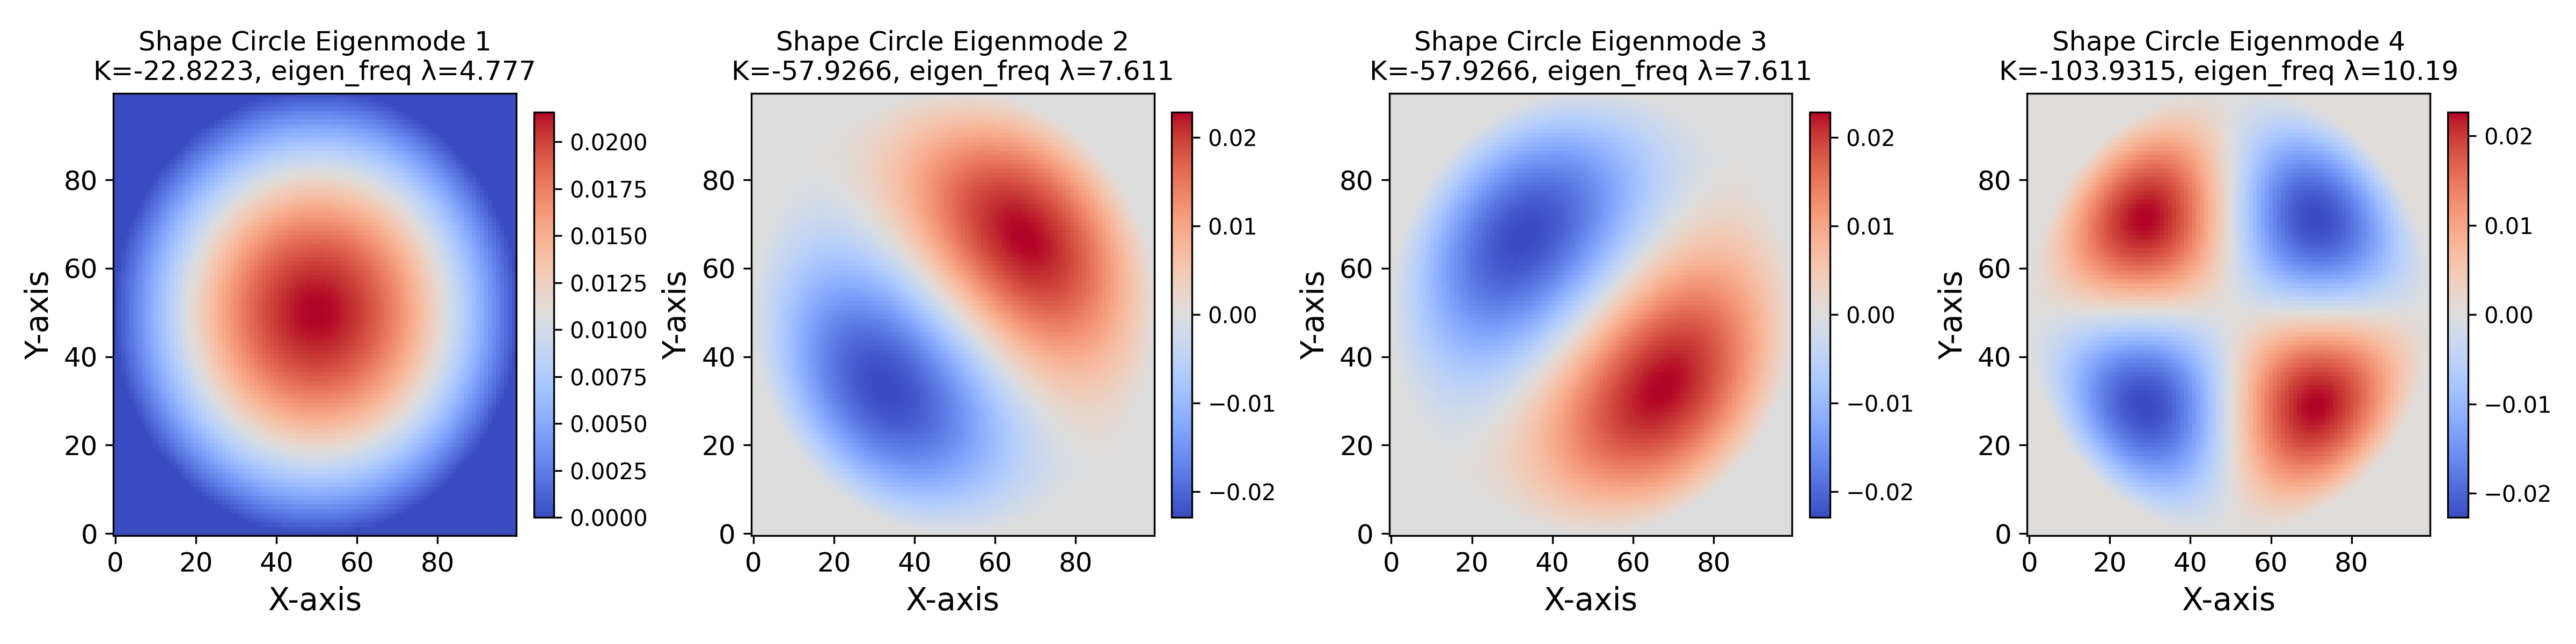 Shape Circle Eigenmode 1
K=-22.8223, eigen_freq λ=4.777
Y-axis
80
60
40
20
0
0 20 40 60 80
X-axis
0.0200
0.0175
0.0150
0.0125
0.0100
0.0075
0.0050
0.0025
0.0000
Shape Circle Eigenmode 2
K=-57.9266, eigen_freq λ=7.611
Y-axis
80
60
40
20
0
0 20 40 60 80
X-axis
0.02
0.01
0.00
−0.01
−0.02
Shape Circle Eigenmode 3
K=-57.9266, eigen_freq λ=7.611
Y-axis
80
60
40
20
0
0 20 40 60 80
X-axis
0.02
0.01
0.00
−0.01
−0.02
Shape Circle Eigenmode 4
K=-103.9315, eigen_freq λ=10.19
Y-axis
80
60
40
20
0
0 20 40 60 80
X-axis
0.02
0.01
0.00
−0.01
−0.02